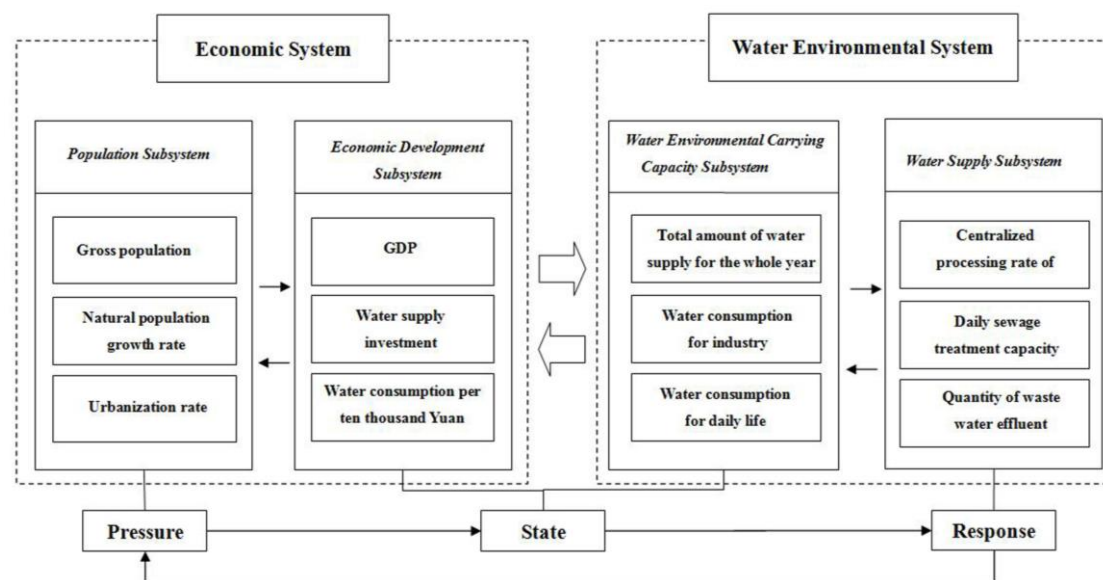 Economic System
Water Environmental System
Population Subsystem
Economic Development
Subsystem
Water Environmental Carrying
Capacity Subsystem
Water Supply Subsystem
Gross population
Natural population
growth rate
Urbanization rate
GDP
Water supply
investment
Water consumption per
ten thousand Yuan
Total amount of water
supply for the whole year
Water consumption
for industry
Water consumption
for daily life
Centralized
processing rate of
Daily sewage
treatment capacity
Quantity of waste
water effluent
Pressure
State
Response